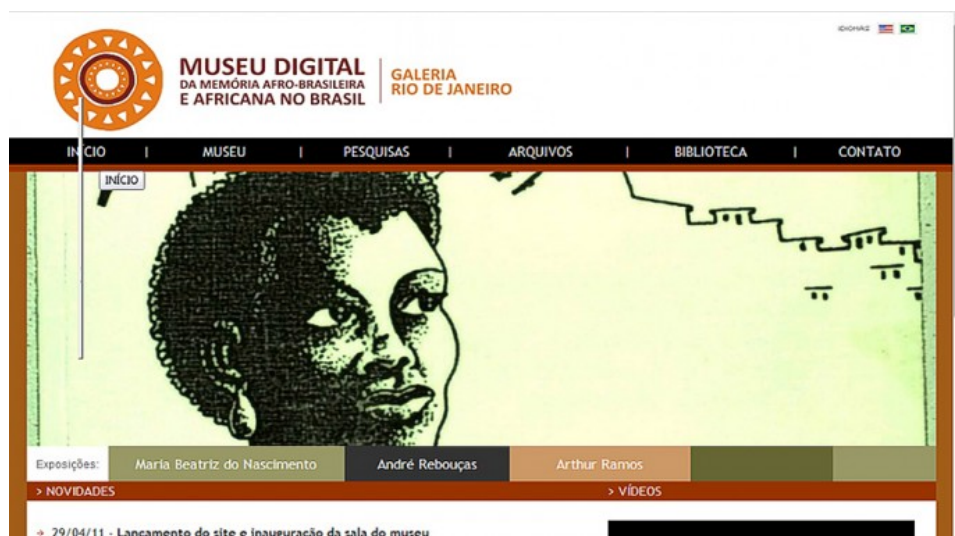 IDIOMAS
MUSEU DIGITAL
DA MEMÓRIA AFRO-BRASILEIRA
E AFRICANA NO BRASIL
GALERIA
RIO DE JANEIRO
INÍCIO | MUSEU | PESQUISAS | ARQUIVOS | BIBLIOTECA | CONTATO
INÍCIO
Exposições: Maria Beatriz do Nascimento André Rebouças Arthur Ramos
> NOVIDADES > VÍDEOS
29/04/11 - Lançamento do site e inauguração da sala do museu